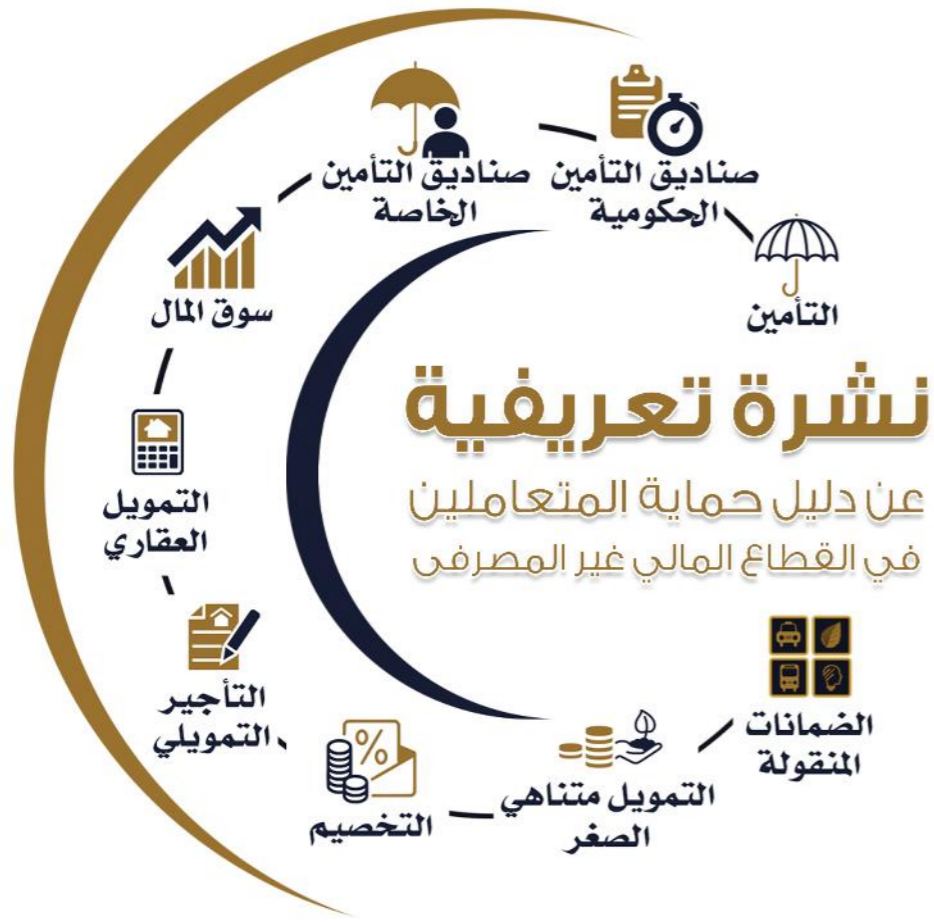 صناديق التأمين
الحكومية
صناديق التأمين
الخاصة
التأمين
سوق المال
نشرة تعريفية
عن دليل حماية المتعاملين
في القطاع المالي غير المصرفى
التمويل
العقاري
التأجير
التمويلي
الضمانات
المنقولة
التمويل متناهي
الصغر
التخصيم
%